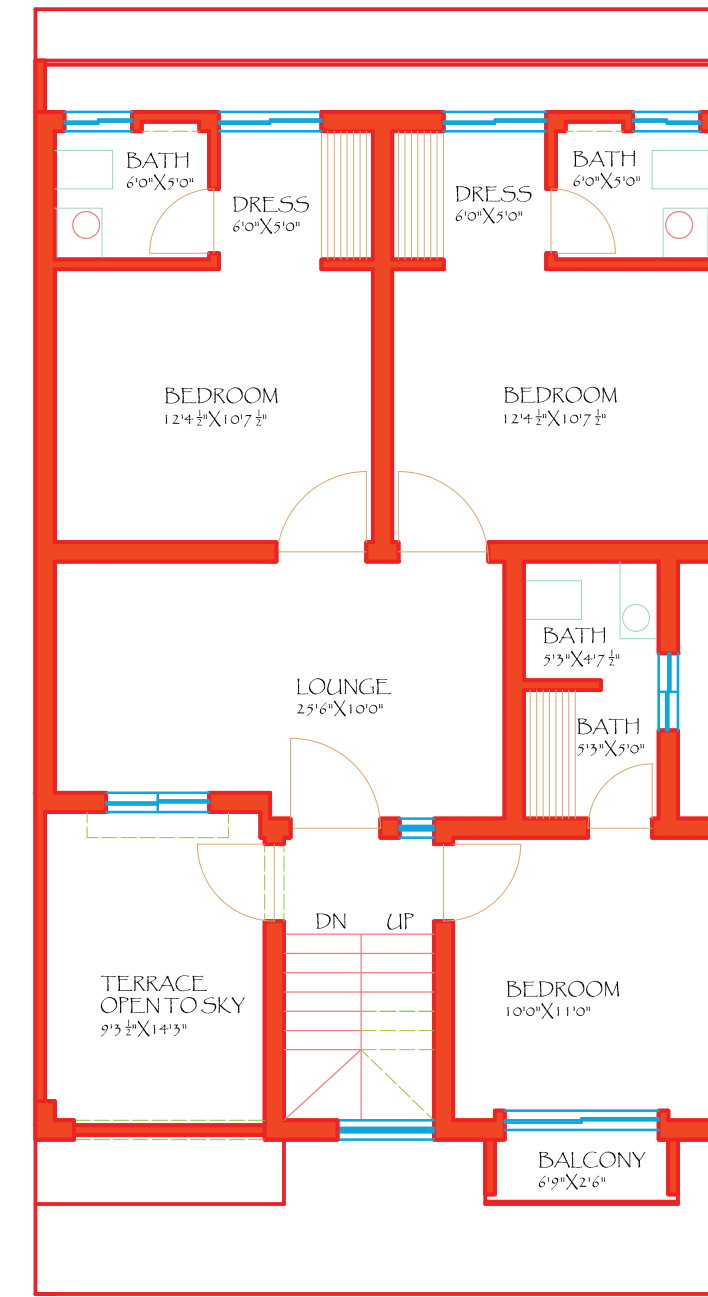 BATH
6'0"X5'0"
DRESS
6'0"X5'0"
DRESS
6'0"X5'0"
BATH
6'0"X5'0"
BEDROOM
12'4½"X10'7½"
BEDROOM
12'4½"X10'7½"
LOUNGE
25'6"X10'0"
BATH
5'3"X4'7½"
BATH
5'3"X5'0"
DN UP
TERRACE
OPEN TO SKY
9'3½"X14'3"
BEDROOM
10'0"X11'0"
BALCONY
6'9"X2'6"